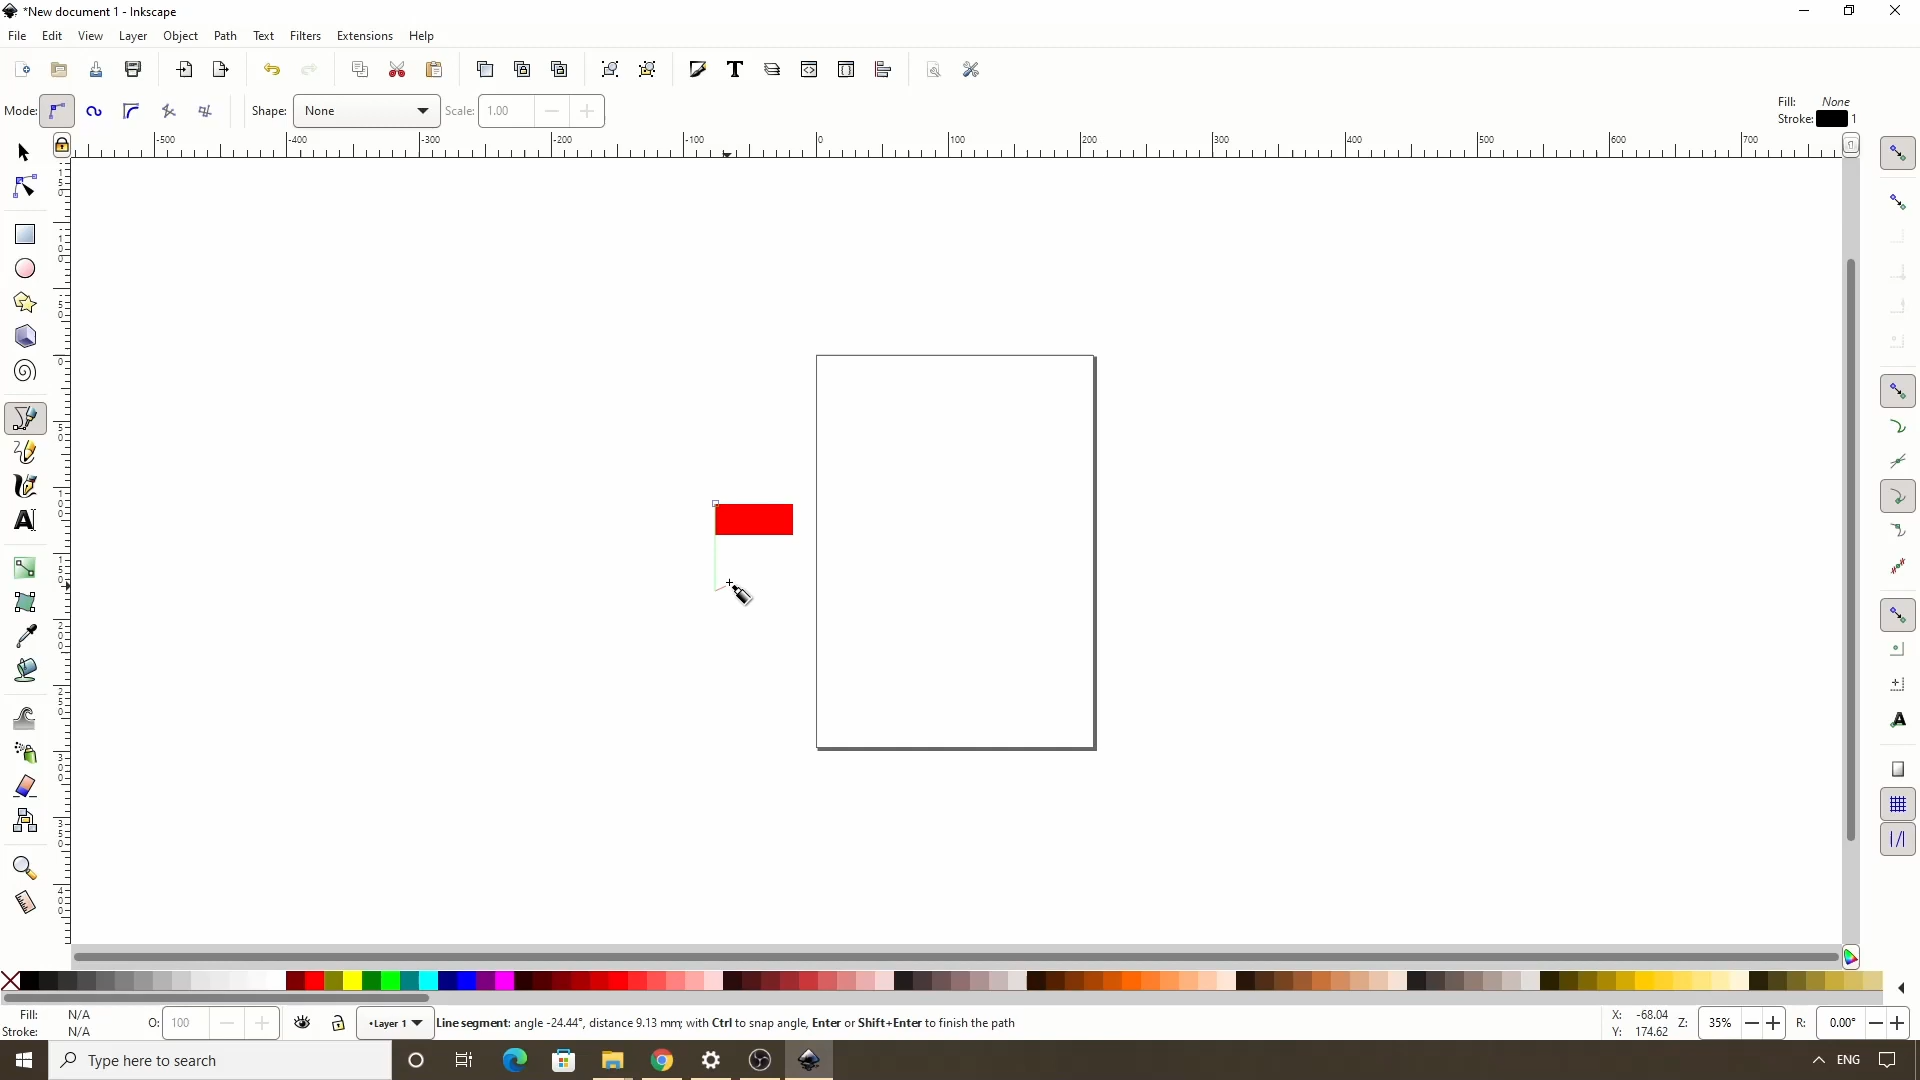 *New document 1 - Inkscape
File Edit View Layer Object Path Text Filters Extensions Help
Mode: Shape: None Scale: 1.00
Fill: None
Stroke: 1
-500 -400 -300 -200 -100 0 100 200 300 400 500 600 700
Fill: N/A
Stroke: N/A
O: 100
•Layer 1
Line segment: angle -24.44°, distance 9.13 mm; with Ctrl to snap angle, Enter or Shift+Enter to finish the path
X: -68.04
Y: 174.62
Z: 35%
R: 0.00°
Type here to search
ENG